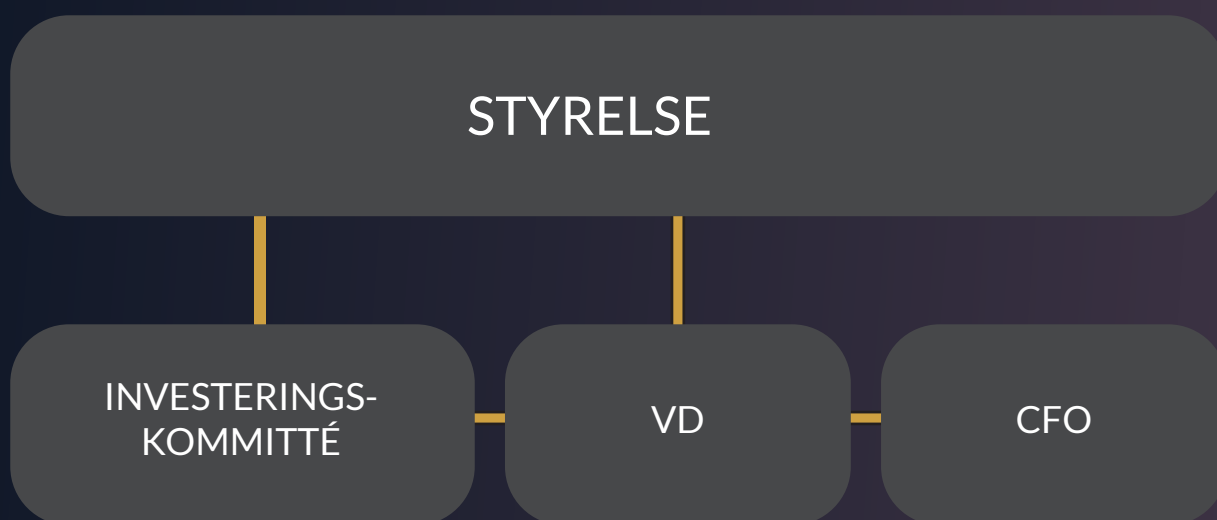 STYRELSE
INVESTERINGS-
KOMMITTÉ
VD
CFO